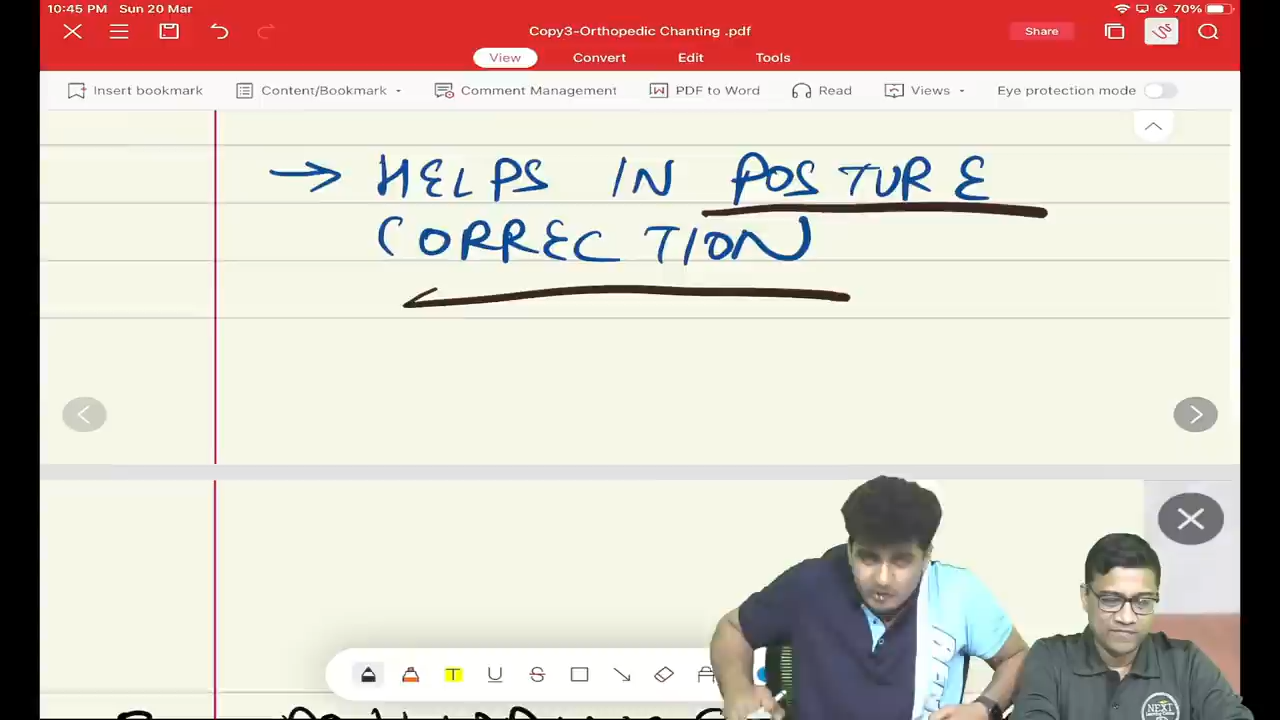 10:45 PM Sun 20 Mar 70%
Copy3-Orthopedic Chanting .pdf
Share
View Convert Edit Tools
Insert bookmark Content/Bookmark Comment Management PDF to Word Read Views Eye protection mode
→ HELPS IN POSTURE
CORRECTION
T U S A
NEXT